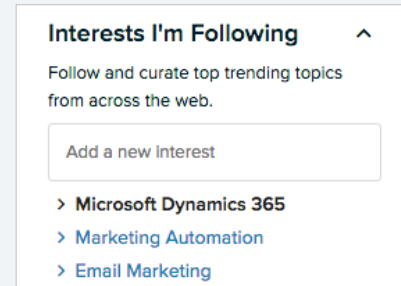 Interests I'm Following
Follow and curate top trending topics
from across the web.
Add a new interest
Microsoft Dynamics 365
Marketing Automation
Email Marketing